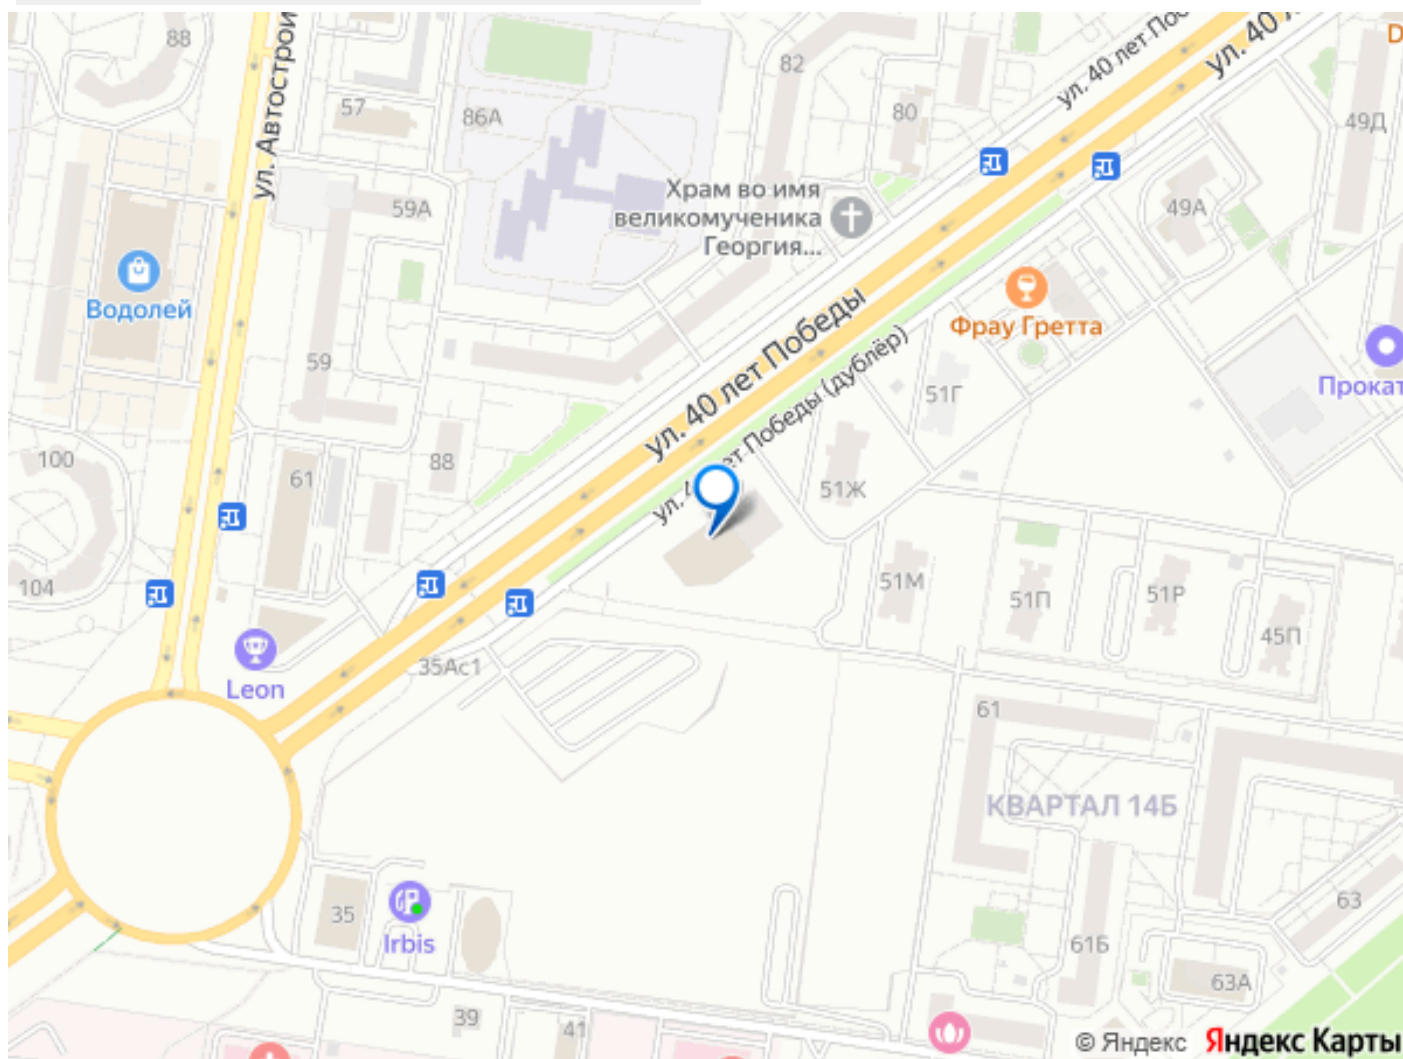 88
ул. Автострои
57
86А
82
80
ул. 40 лет Поб
ул. 40 л
D
49Д
59А
Храм во имя
великомученика
Георгия...
49А
Водолей
59
Фрау Гретта
ул. 40 лет Победы
ул. 4 лет Победы (дублёр)
51Г
Прокат
100
61
88
51Ж
104
51М
51П
51Р
45П
Leon
35Ас1
61
КВАРТАЛ 14Б
35
Irbis
61Б
63
63А
39
41
© Яндекс Яндекс Карты